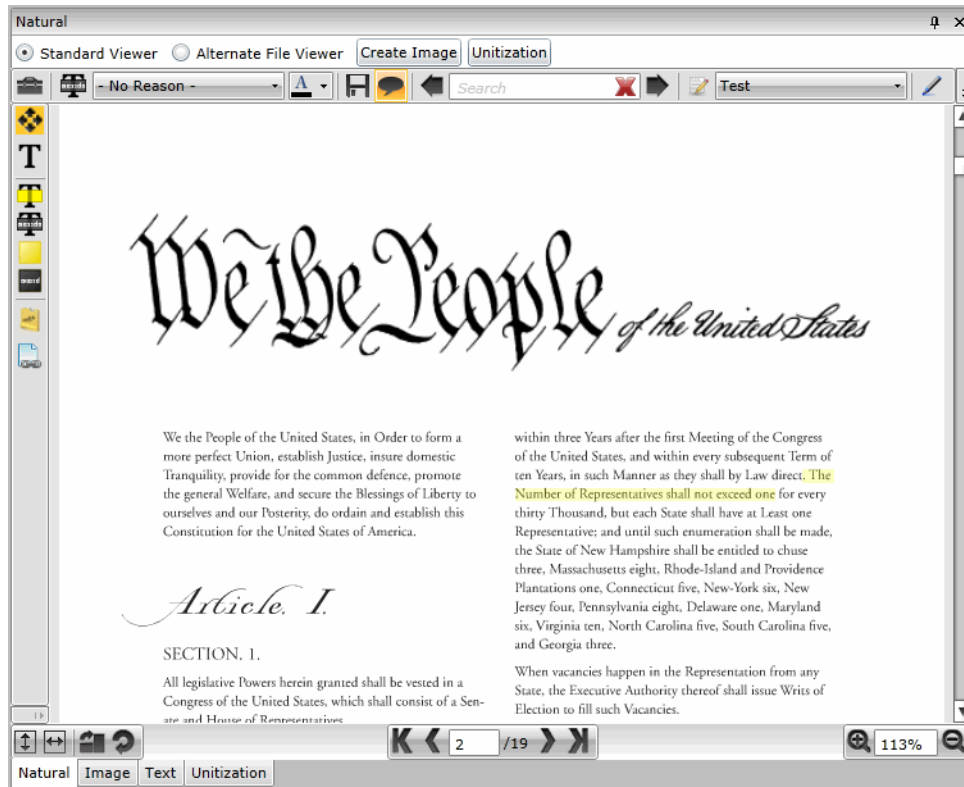 Natural
Standard Viewer Alternate File Viewer Create Image Unitization
- No Reason - A Search Test
T
We the People of the United States
We the People of the United States, in Order to form a
more perfect Union, establish Justice, insure domestic
Tranquility, provide for the common defence, promote
the general Welfare, and secure the Blessings of Liberty to
ourselves and our Posterity, do ordain and establish this
Constitution for the United States of America.
Article. I.
SECTION. 1.
All legislative Powers herein granted shall be vested in a
Congress of the United States, which shall consist of a Sen-
ate and House of Representatives
within three Years after the first Meeting of the Congress
of the United States, and within every subsequent Term of
ten Years, in such Manner as they shall by Law direct. The
Number of Representatives shall not exceed one for every
thirty Thousand, but each State shall have at Least one
Representative; and until such enumeration shall be made,
the State of New Hampshire shall be entitled to chuse
three, Massachusetts eight, Rhode-Island and Providence
Plantations one, Connecticut five, New-York six, New
Jersey four, Pennsylvania eight, Delaware one, Maryland
six, Virginia ten, North Carolina five, South Carolina five,
and Georgia three.
When vacancies happen in the Representation from any
State, the Executive Authority thereof shall issue Writs of
Election to fill such Vacancies.
2 /19 113%
Natural Image Text Unitization